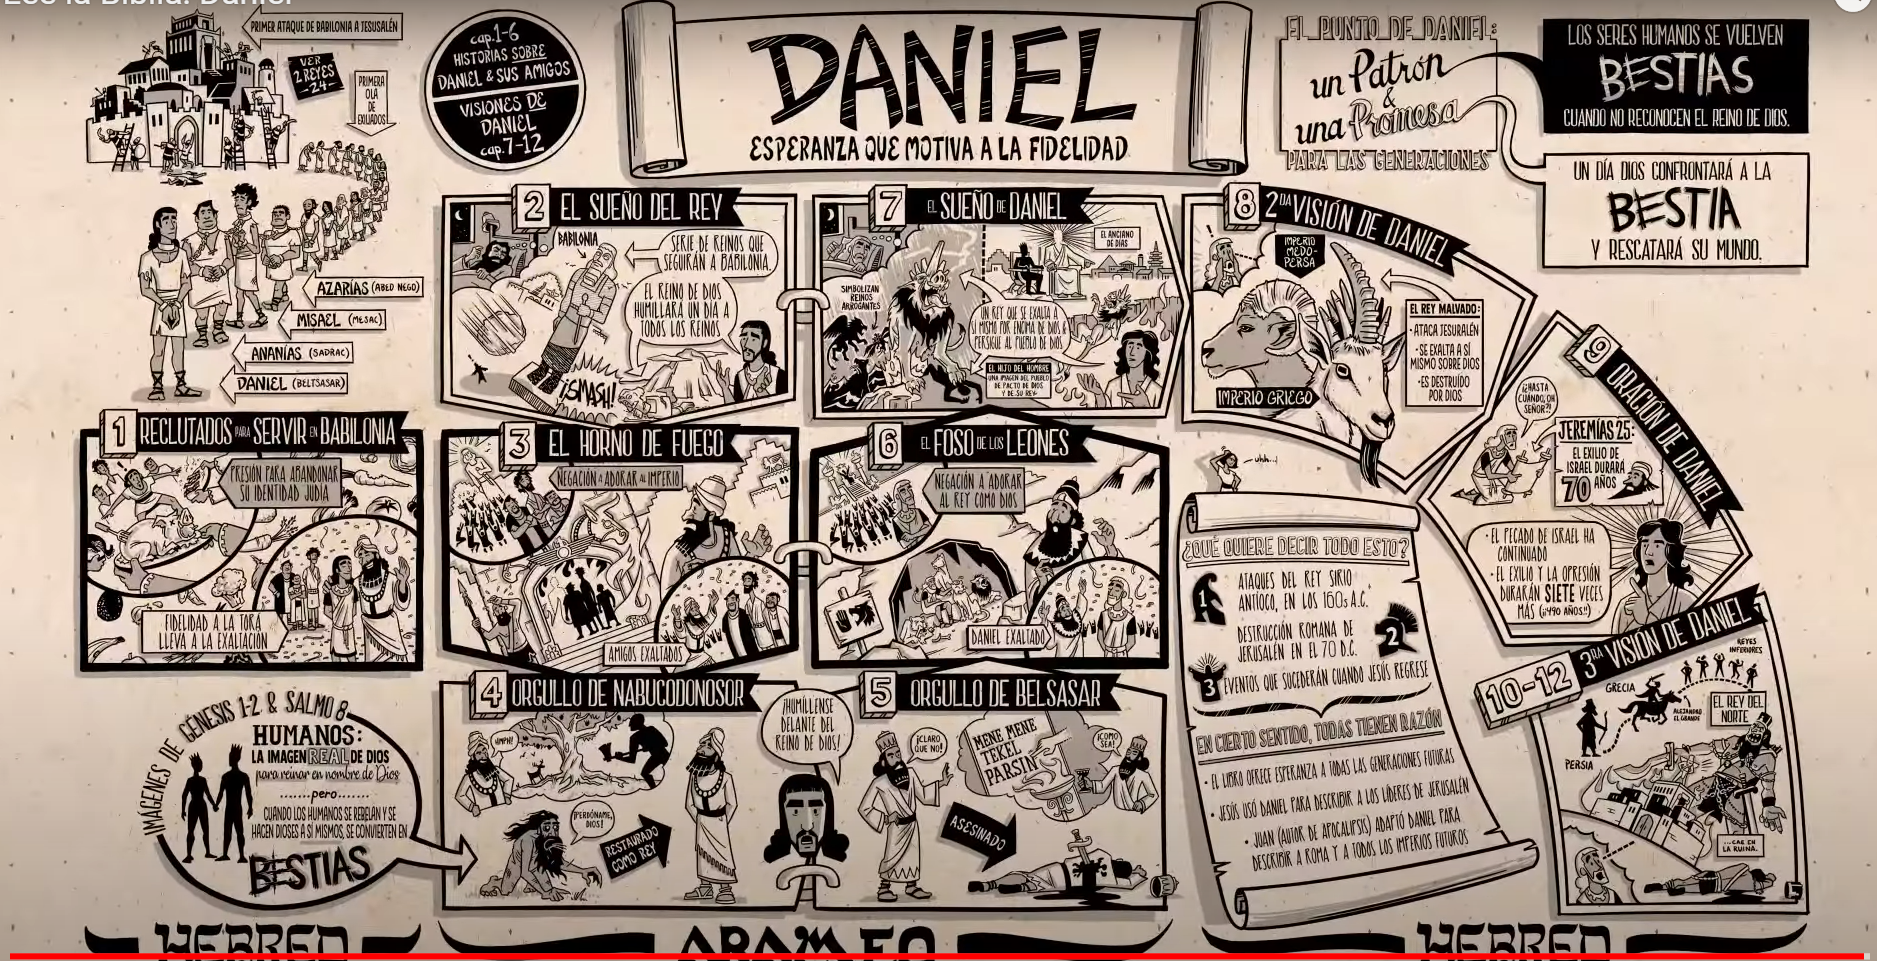 PRIMER ATAQUE DE BABILONIA A JESUSALÉN
VER
2 REYES
-24-
PRIMERA
OLA
DE
EXILIADOS
AZARÍAS (ABED NEGO)
MISAEL (MESAC)
ANANÍAS (SADRAC)
DANIEL (BELTSASAR)
cap.1-6
HISTORIAS SOBRE
DANIEL & SUS AMIGOS
VISIONES DE
DANIEL
cap.7-12
DANIEL
ESPERANZA QUE MOTIVA A LA FIDELIDAD
EL PUNTO DE DANIEL:
un Patrón
&
una Promesa
PARA LAS GENERACIONES
LOS SERES HUMANOS SE VUELVEN
BESTIAS
CUANDO NO RECONOCEN EL REINO DE DIOS.
UN DÍA DIOS CONFRONTARÁ A LA
BESTIA
Y RESCATARÁ SU MUNDO.
1 RECLUTADOS PARA SERVIR EN BABILONIA
PRESIÓN PARA ABANDONAR
SU IDENTIDAD JUDIA
FIDELIDAD A LA TORÁ
LLEVA A LA EXALTACIÓN
2 EL SUEÑO DEL REY
BABILONIA
SERIE DE REINOS QUE
SEGUIRÁN A BABILONIA.
EL REINO DE DIOS
HUMILLARÁ UN DIA A
TODOS LOS REINOS
¡SMASH!
3 EL HORNO DE FUEGO
NEGACIÓN A ADORAR AL IMPERIO
AMIGOS EXALTADOS
4 ORGULLO DE NABUCODONOSOR
HMPH!
¡PERDÓNAME,
DIOS!
RESTAURADO
COMO REY
¡HUMÍLLENSE
DELANTE DEL
REINO DE DIOS!
5 ORGULLO DE BELSASAR
¡CLARO
QUE NO!
MENE MENE
TEKEL
PARSIN
¡COMO
SEA!
ASESINADO
6 EL FOSO DE LOS LEONES
NEGACIÓN A ADORAR
AL REY COMO DIOS
DANIEL EXALTADO
7 EL SUEÑO DE DANIEL
EL ANCIANO
DE DIAS
SIMBOLIZAN
REINOS
ARROGANTES
UN REY QUE SE EXALTA A
SÍ MISMO POR ENCIMA DE DIOS &
PERSIGUE AL PUEBLO DE DIOS
EL HIJO DEL HOMBRE
UNA IMAGEN DEL PUEBLO
DE PACTO DE DIOS
Y DE SU REY
8 2DA VISIÓN DE DANIEL
IMPERIO
MEDO-
PERSA
IMPERIO GRIEGO
EL REY MALVADO:
·ATACA JESURALÉN
·SE EXALTA A SÍ
MISMO SOBRE DIOS
·ES DESTRUÍDO
POR DIOS
9 ORACIÓN DE DANIEL
¡¿HASTA
CUÁNDO, OH
SEÑOR?!
JEREMÍAS 25:
EL EXILIO DE
ISRAEL DURARÁ
70 AÑOS
· EL PECADO DE ISRAEL HA
CONTINUADO
· EL EXILIO Y LA OPRESIÓN
DURARÁN SIETE VECES
MÁS (¡¡490 AÑOS!!)
10-12 3RA VISIÓN DE DANIEL
REYES
INFERIORES
GRECIA
ALEJANDRO
EL GRANDE
EL REY DEL
NORTE
PERSIA
...CAE EN
LA RUINA.
uhh...!
¿QUÉ QUIERE DECIR TODO ESTO?
1 ATAQUES DEL REY SIRIO
ANTÍOCO, EN LOS 160s A.C.
2 DESTRUCCIÓN ROMANA DE
JERUSALÉN EN EL 70 D.C.
3 EVENTOS QUE SUCEDERÁN CUANDO JESÚS REGRESE
EN CIERTO SENTIDO, TODAS TIENEN RAZÓN
· EL LIBRO OFRECE ESPERANZA A TODAS LAS GENERACIONES FUTURAS
· JESÚS USÓ DANIEL PARA DESCRIBIR A LOS LÍDERES DE JERUSALÉN
· JUAN (AUTOR DE APOCALIPSIS) ADAPTÓ DANIEL PARA
DESCRIBIR A ROMA Y A TODOS LOS IMPERIOS FUTUROS
IMÁGENES DE GÉNESIS 1-2 & SALMO 8
HUMANOS:
LA IMAGEN REAL DE DIOS
para reinar en nombre de Dios
........pero.......
CUANDO LOS HUMANOS SE REBELAN Y SE
HACEN DIOSES A SÍ MISMOS, SE CONVIERTEN EN
BESTIAS
HEBREO
ARAMEO
HEBREO